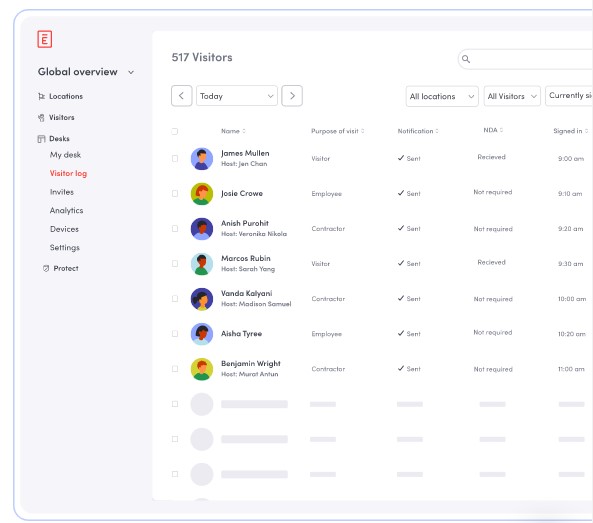 E
517 Visitors
Global overview
Locations
Visitors
Desks
My desk
Visitor log
Invites
Analytics
Devices
Settings
Protect
Today
All locations
All Visitors
Currently si
Name Purpose of visit Notification NDA Signed in
James Mullen
Host: Jen Chan
Visitor Sent Recieved 9:00 am
Josie Crowe
Employee Sent Not required 9:10 am
Anish Purohit
Host: Veronika Nikola
Contractor Sent Not required 9:20 am
Marcos Rubin
Host: Sarah Yang
Visitor Sent Recieved 9:30 am
Vanda Kalyani
Host: Madison Samuel
Contractor Sent Not required 10:00 am
Aisha Tyree
Employee Sent Not required 10:20 am
Benjamin Wright
Host: Murat Antun
Contractor Sent Not required 11:00 am